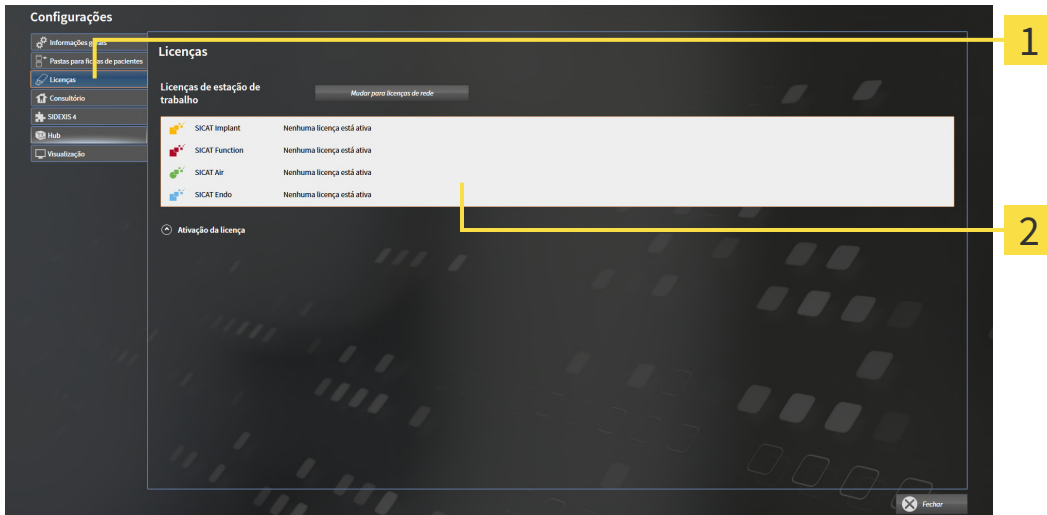 Configurações
Informações gerais
Pastas para fichas de pacientes
Licenças
Consultório
SIDEXIS 4
Hub
Visualização
Licenças
Licenças de estação de
trabalho
Mudar para licenças de rede
SICAT Implant Nenhuma licença está ativa
SICAT Function Nenhuma licença está ativa
SICAT Air Nenhuma licença está ativa
SICAT Endo Nenhuma licença está ativa
Ativação da licença
Fechar
1
2